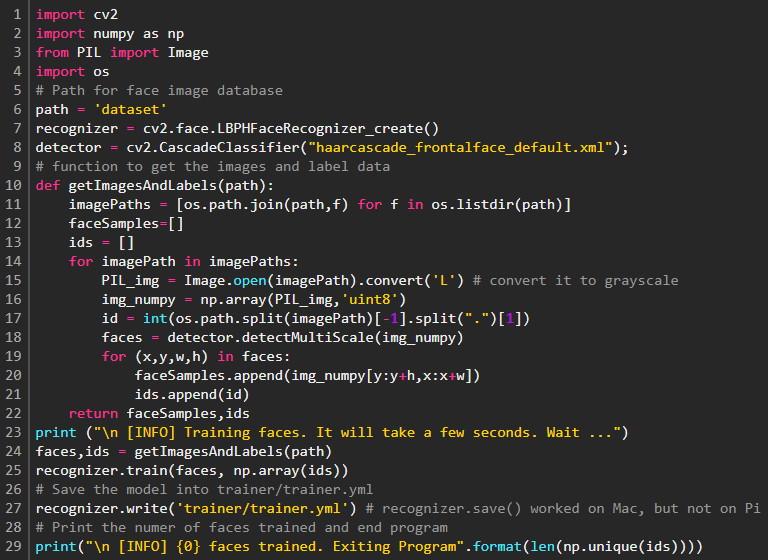 1 import cv2
2 import numpy as np
3 from PIL import Image
4 import os
5 # Path for face image database
6 path = 'dataset'
7 recognizer = cv2.face.LBPHFaceRecognizer_create()
8 detector = cv2.CascadeClassifier("haarcascade_frontalface_default.xml");
9 # function to get the images and label data
10 def getImagesAndLabels(path):
11     imagePaths = [os.path.join(path,f) for f in os.listdir(path)]
12     faceSamples=[]
13     ids = []
14     for imagePath in imagePaths:
15         PIL_img = Image.open(imagePath).convert('L') # convert it to grayscale
16         img_numpy = np.array(PIL_img,'uint8')
17         id = int(os.path.split(imagePath)[-1].split(".")[1])
18         faces = detector.detectMultiScale(img_numpy)
19         for (x,y,w,h) in faces:
20             faceSamples.append(img_numpy[y:y+h,x:x+w])
21             ids.append(id)
22     return faceSamples,ids
23 print ("\n [INFO] Training faces. It will take a few seconds. Wait ...")
24 faces,ids = getImagesAndLabels(path)
25 recognizer.train(faces, np.array(ids))
26 # Save the model into trainer/trainer.yml
27 recognizer.write('trainer/trainer.yml') # recognizer.save() worked on Mac, but not on Pi
28 # Print the numer of faces trained and end program
29 print("\n [INFO] {0} faces trained. Exiting Program".format(len(np.unique(ids))))